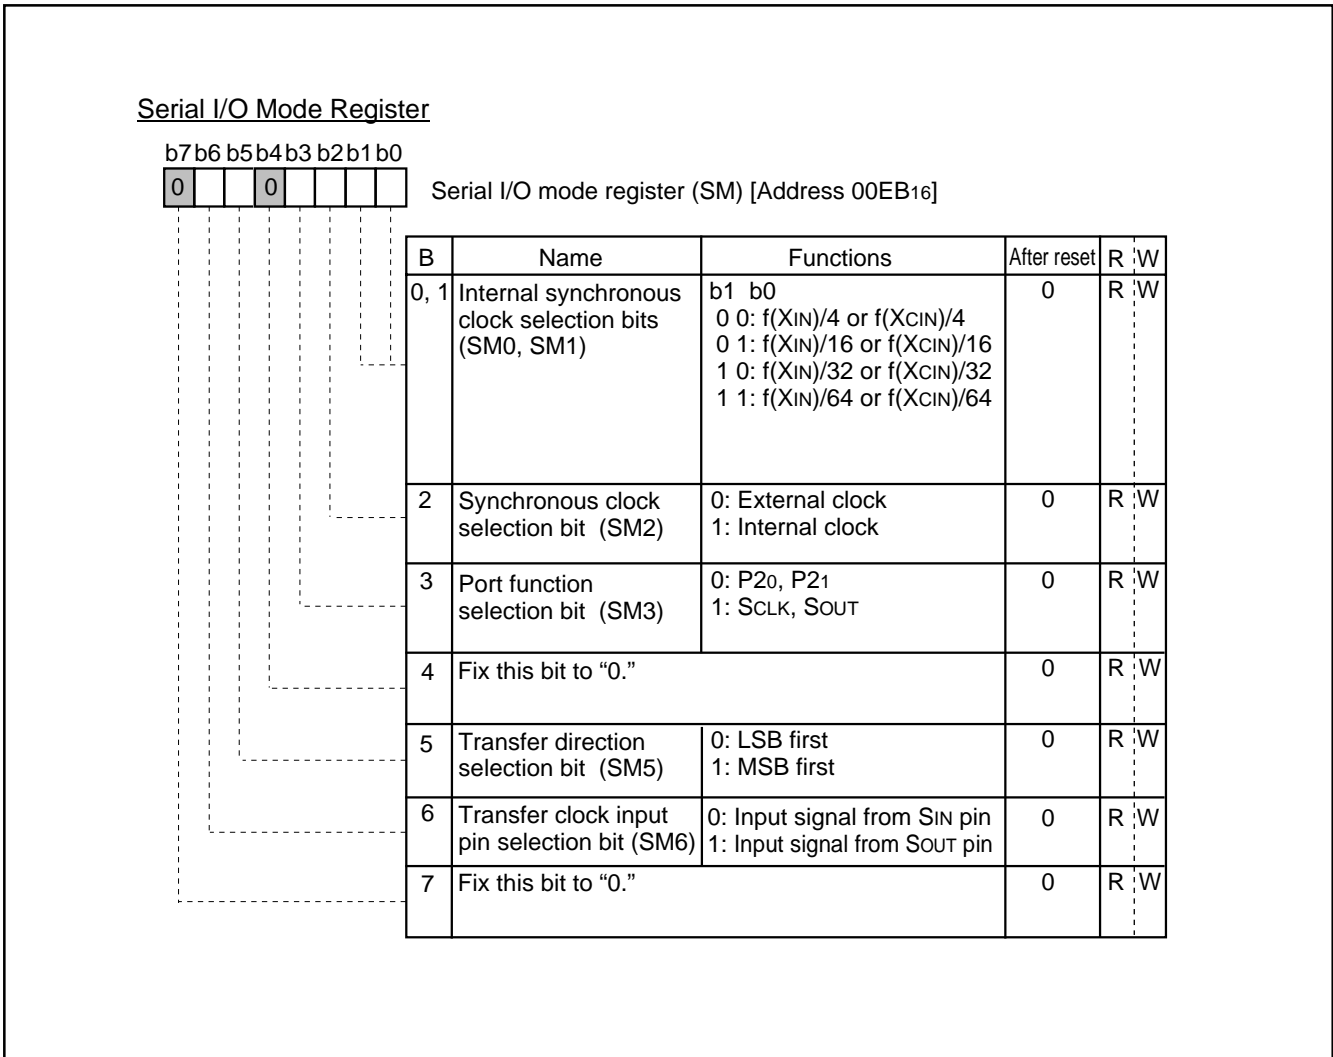 Serial I/O Mode Register
b7 b6 b5 b4 b3 b2 b1 b0
0 0
Serial I/O mode register (SM) [Address 00EB16]
B Name Functions After reset R W
0, 1 Internal synchronous clock selection bits (SM0, SM1)
b1 b0
0 0: f(XIN)/4 or f(XCIN)/4
0 1: f(XIN)/16 or f(XCIN)/16
1 0: f(XIN)/32 or f(XCIN)/32
1 1: f(XIN)/64 or f(XCIN)/64
0 R W
2 Synchronous clock selection bit (SM2)
0: External clock
1: Internal clock
0 R W
3 Port function selection bit (SM3)
0: P20, P21
1: SCLK, SOUT
0 R W
4 Fix this bit to “0.” 0 R W
5 Transfer direction selection bit (SM5)
0: LSB first
1: MSB first
0 R W
6 Transfer clock input pin selection bit (SM6)
0: Input signal from SIN pin
1: Input signal from SOUT pin
0 R W
7 Fix this bit to “0.” 0 R W